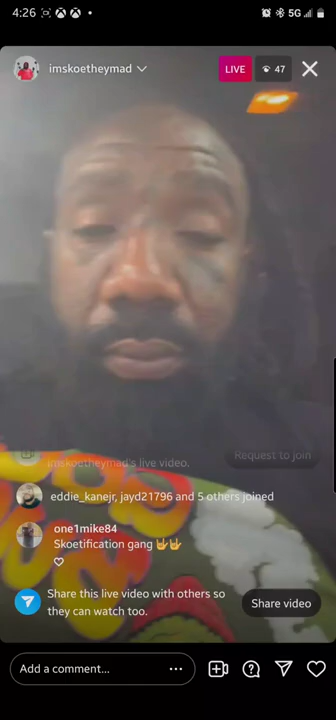 4:26
5G
imskoetheymad
LIVE
47
imskoetheymad's live video.
Request to join
eddie_kanejr, jayd21796 and 5 others joined
one1mike84
Skoetification gang 🤟🤟
Share this live video with others so
they can watch too.
Share video
Add a comment...